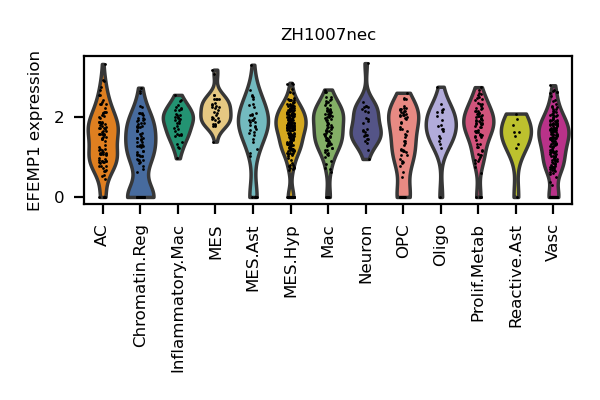 ZH1007nec
EFEMP1 expression
2
0
AC
Chromatin.Reg
Inflammatory.Mac
MES
MES.Ast
MES.Hyp
Mac
Neuron
OPC
Oligo
Prolif.Metab
Reactive.Ast
Vasc